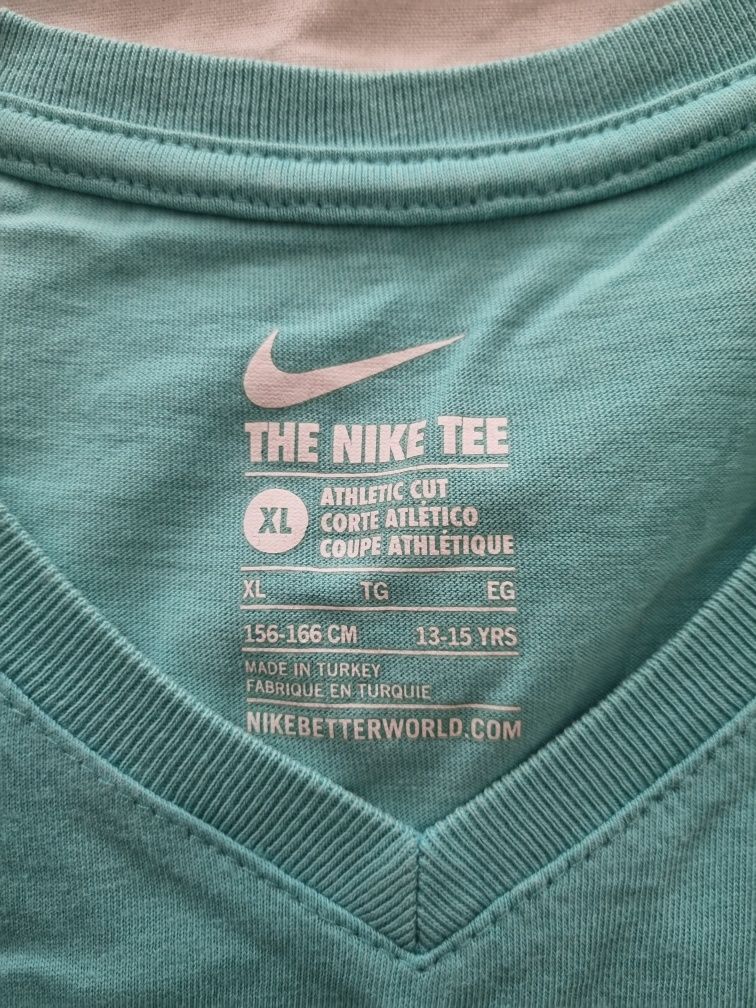 THE NIKE TEE
XL
ATHLETIC CUT
CORTE ATLÉTICO
COUPE ATHLÉTIQUE
XL TG EG
156-166 CM 13-15 YRS
MADE IN TURKEY
FABRIQUE EN TURQUIE
NIKEBETTERWORLD.COM